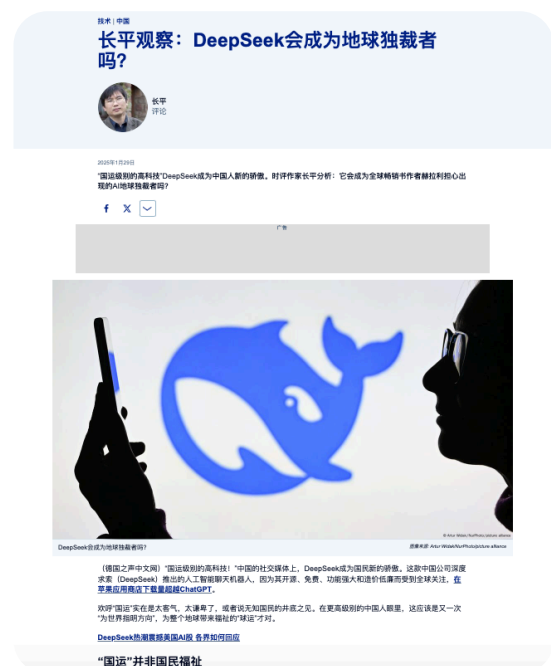 技术 | 中国
长平观察：DeepSeek会成为地球独裁者
吗？
长平
评论
2025年1月29日
“国运级别的高科技”DeepSeek成为中国人新的骄傲。时评作家长平分析：它会成为全球畅销书作者赫拉利担心出
现的AI地球独裁者吗？
广告
© Artur Widak/NurPhoto/picture alliance
DeepSeek会成为地球独裁者吗？
图像来源: Artur Widak/NurPhoto/picture alliance
（德国之声中文网）“国运级别的高科技！”中国的社交媒体上，DeepSeek成为国民新的骄傲。这款中国公司深度
求索（DeepSeek）推出的人工智能聊天机器人，因为其开源、免费、功能强大和造价低廉而受到全球关注，在
苹果应用商店下载量超越ChatGPT。
欢呼“国运”实在是太客气，太谦卑了，或者说无知国民的井底之见。在更高级别的中国人眼里，这应该是又一次
“为世界指明方向”，为整个地球带来福祉的“球运”才对。
DeepSeek热潮震撼美国AI股 各界如何回应
“国运”并非国民福祉